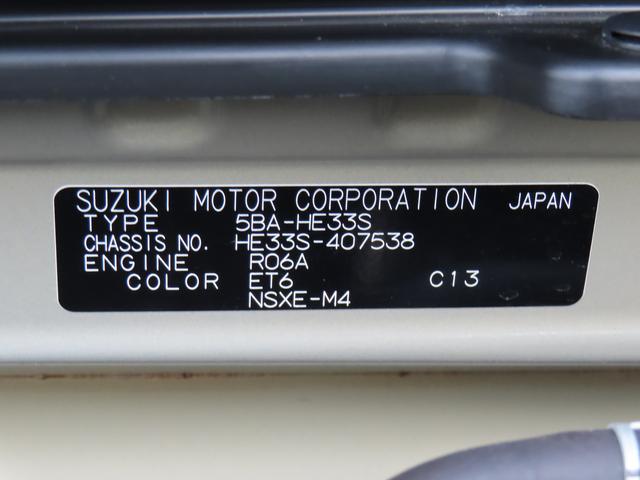 SUZUKI MOTOR CORPORATION JAPAN
TYPE 5BA-HE33S
CHASSIS NO. HE33S-407538
ENGINE R06A
COLOR ET6 C13
NSXE-M4